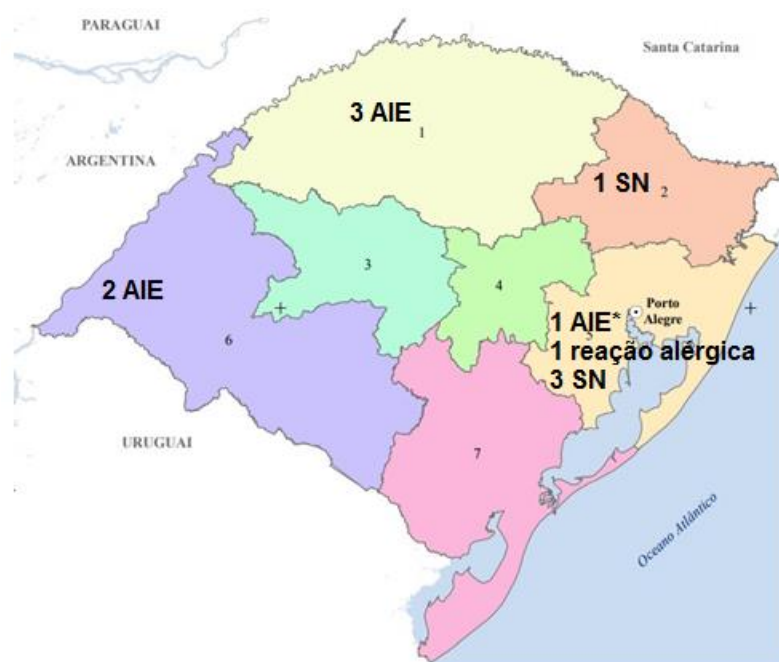 PARAGUAI
Santa Catarina
3 AIE
1
ARGENTINA
1 SN
2
3
4
2 AIE
6
Porto
Alegre
1 AIE*
5
1 reação alérgica
3 SN
URUGUAI
7
Oceano Atlântico